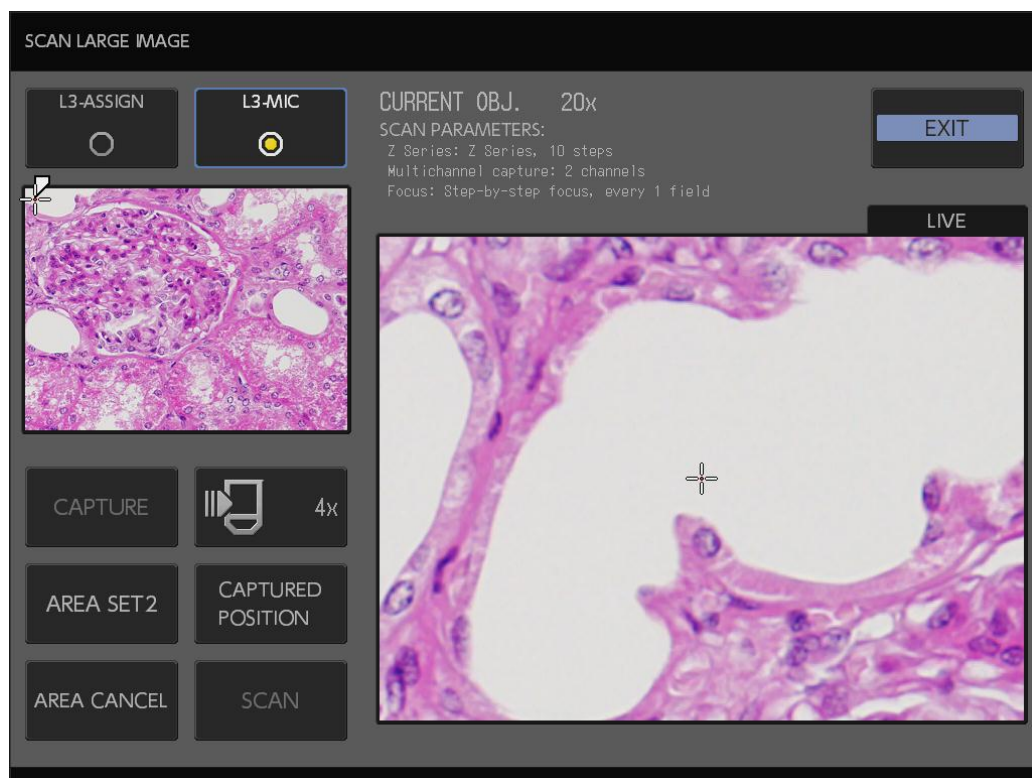 SCAN LARGE IMAGE
L3-ASSIGN
L3-MIC
CURRENT OBJ. 20x
SCAN PARAMETERS:
Z Series: Z Series, 10 steps
Multichannel capture: 2 channels
Focus: Step-by-step focus, every 1 field
EXIT
LIVE
CAPTURE
4x
AREA SET2
CAPTURED
POSITION
AREA CANCEL
SCAN